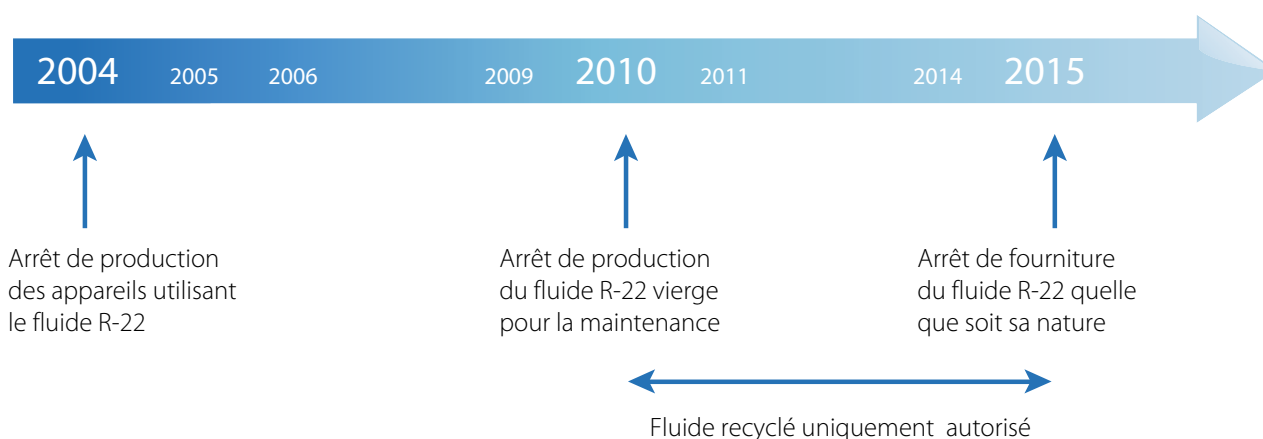 2004 2005 2006 2009 2010 2011 2014 2015
Arrêt de production
des appareils utilisant
le fluide R-22
Arrêt de production
du fluide R-22 vierge
pour la maintenance
Arrêt de fourniture
du fluide R-22 quelle
que soit sa nature
Fluide recyclé uniquement autorisé